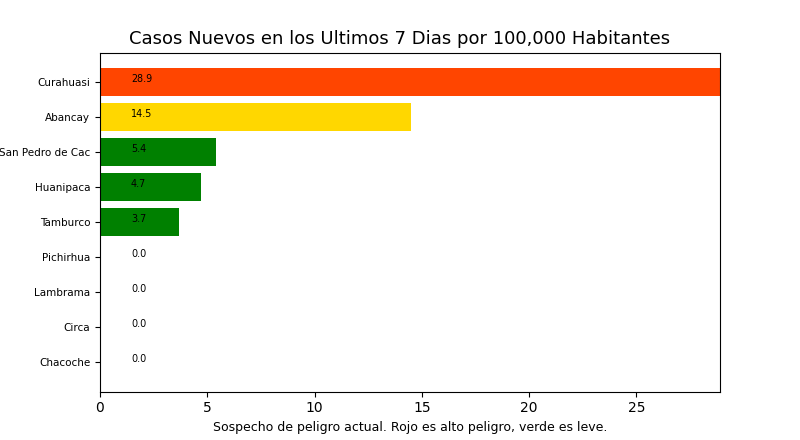 Casos Nuevos en los Ultimos 7 Dias por 100,000 Habitantes
Curahuasi 28.9
Abancay 14.5
San Pedro de Cac 5.4
Huanipaca 4.7
Tamburco 3.7
Pichirhua 0.0
Lambrama 0.0
Circa 0.0
Chacoche 0.0
0 5 10 15 20 25
Sospecho de peligro actual. Rojo es alto peligro, verde es leve.